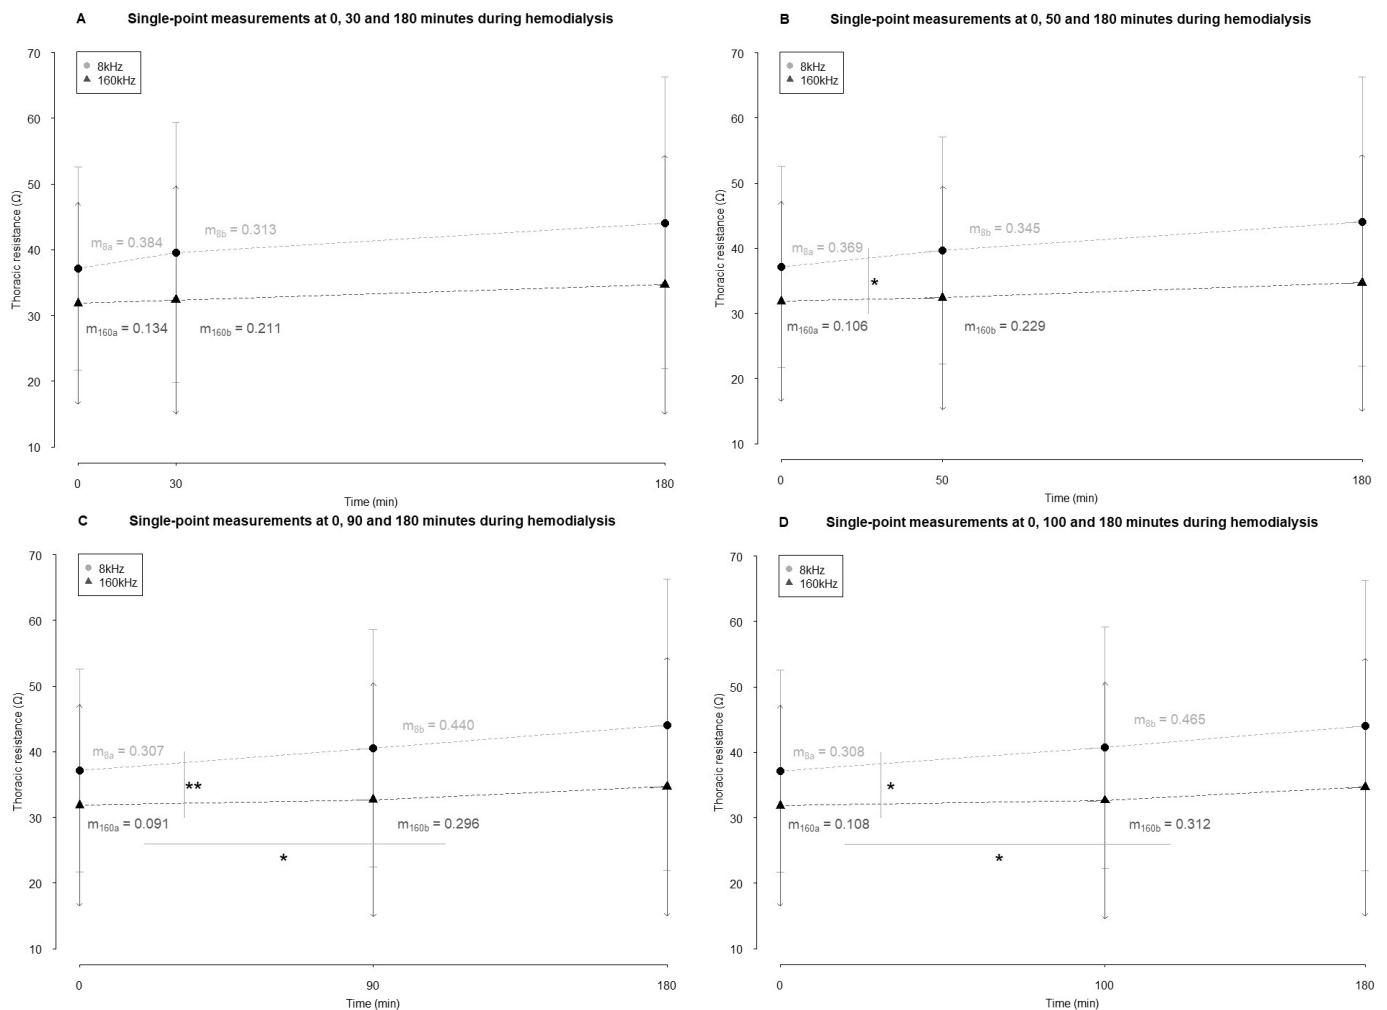 A Single-point measurements at 0, 30 and 180 minutes during hemodialysis
70
60
50
40
30
20
10
Thoracic resistance (Ω)
8kHz
160kHz
m8a = 0.384
m8b = 0.313
m160a = 0.134
m160b = 0.211
0 30 180
Time (min)
B Single-point measurements at 0, 50 and 180 minutes during hemodialysis
70
60
50
40
30
20
10
Thoracic resistance (Ω)
8kHz
160kHz
m8a = 0.369
m8b = 0.345
*
m160a = 0.106
m160b = 0.229
0 50 180
Time (min)
C Single-point measurements at 0, 90 and 180 minutes during hemodialysis
70
60
50
40
30
20
10
Thoracic resistance (Ω)
8kHz
160kHz
m8a = 0.307
m8b = 0.440
**
m160a = 0.091
m160b = 0.296
*
0 90 180
Time (min)
D Single-point measurements at 0, 100 and 180 minutes during hemodialysis
70
60
50
40
30
20
10
Thoracic resistance (Ω)
8kHz
160kHz
m8a = 0.308
m8b = 0.465
*
m160a = 0.108
m160b = 0.312
*
0 100 180
Time (min)